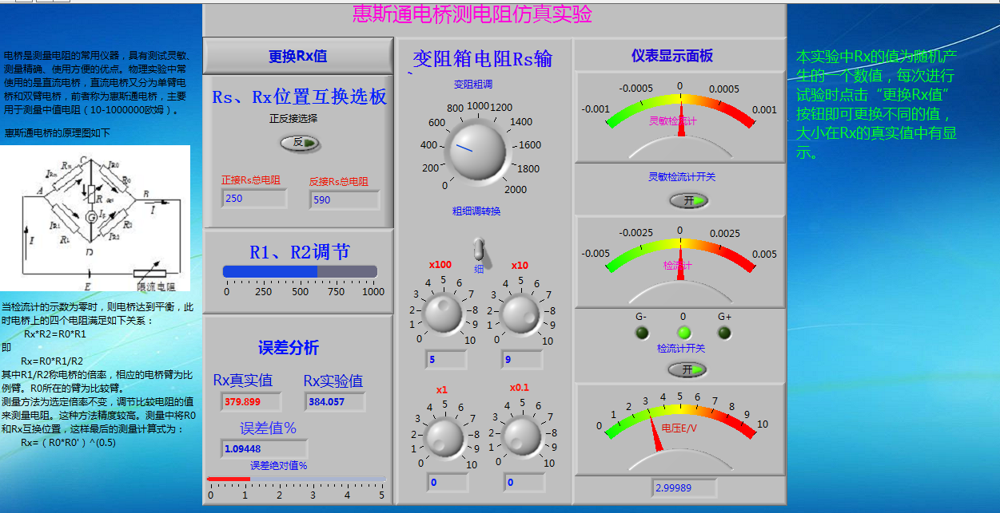 惠斯通电桥测电阻仿真实验
电桥是测量电阻的常用仪器，具有测试灵敏、
测量精确、使用方便的优点。物理实验中常
使用的是直流电桥，直流电桥又分为单臂电
桥和双臂电桥，前者称为惠斯通电桥，主要
用于测量中值电阻（10-1000000欧姆）。
惠斯通电桥的原理图如下
C
A
B
D
E
G
I
I
R1
R2
R0
限流电阻
当检流计的示数为零时，则电桥达到平衡，此
时电桥上的四个电阻满足如下关系：
Rx*R2=R0*R1
即
Rx=R0*R1/R2
其中R1/R2称电桥的倍率，相应的电桥臂为比
例臂。R0所在的臂为比较臂。
测量方法为选定倍率不变，调节比较电阻的值
来测量电阻。这种方法精度较高。测量中将R0
和Rx互换位置，这样最后的测量计算式为：
Rx=（R0*R0'）^(0.5)
更换Rx值
Rs、Rx位置互换选板
正反接选择
反
正接Rs总电阻 反接Rs总电阻
250 590
R1、R2调节
0 250 500 750 1000
误差分析
Rx真实值 Rx实验值
379.899 384.057
误差值%
1.09448
误差绝对值%
0 1 2 3 4 5
变阻箱电阻Rs输
变阻粗调
0 200 400 600 800 1000 1200 1400 1600 1800 2000
粗细调转换
细
x100 x10
0 1 2 3 4 5 6 7 8 9 10
0 1 2 3 4 5 6 7 8 9 10
5 9
x1 x0.1
0 1 2 3 4 5 6 7 8 9 10
0 1 2 3 4 5 6 7 8 9 10
0 0
仪表显示面板
-0.001 -0.0005 0 0.0005 0.001
灵敏检流计
灵敏检流计开关
开
-0.005 -0.0025 0 0.0025 0.005
检流计
G- 0 G+
检流计开关
开
0 1 2 3 4 5 6 7 8 9 10
电压E/V
2.99989
本实验中Rx的值为随机产
生的一个数值，每次进行
试验时点击“更换Rx值”
按钮即可更换不同的值，
大小在Rx的真实值中有显
示。